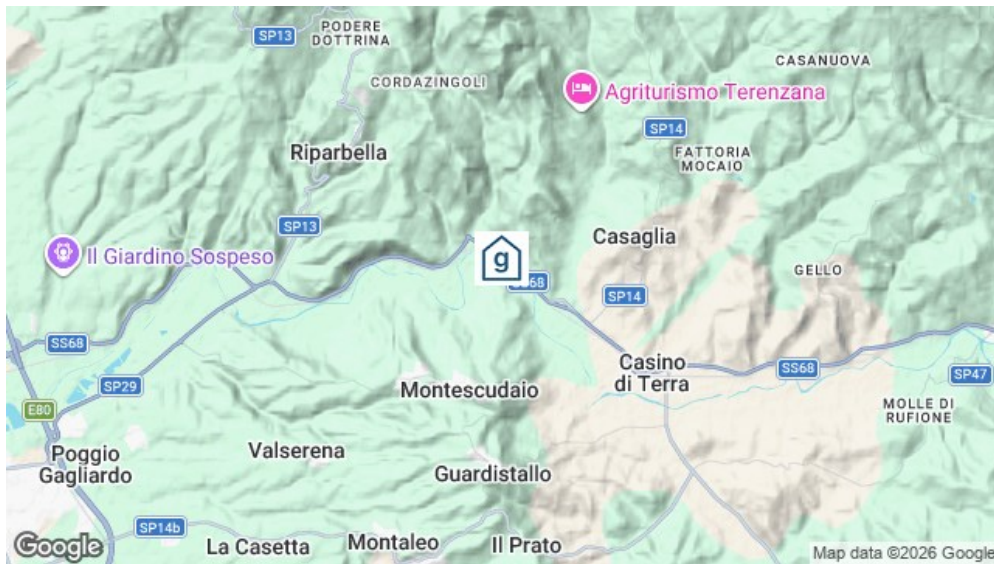 SP13
PODERE
DOTTRINA
CASANUOVA
CORDAZINGOLI
Agriturismo Terenzana
SP14
Riparbella
FATTORIA
MOCAIO
SP13
Casaglia
Il Giardino Sospeso
g
GELLO
SS68
SP14
SS68
Casino
di Terra
SS68
SP47
SP29
Montescudaio
MOLLE DI
RUFIONE
E80
Valserena
Poggio
Gagliardo
Guardistallo
SP14b
La Casetta
Montaleo
Il Prato
Google
Map data ©2026 Google